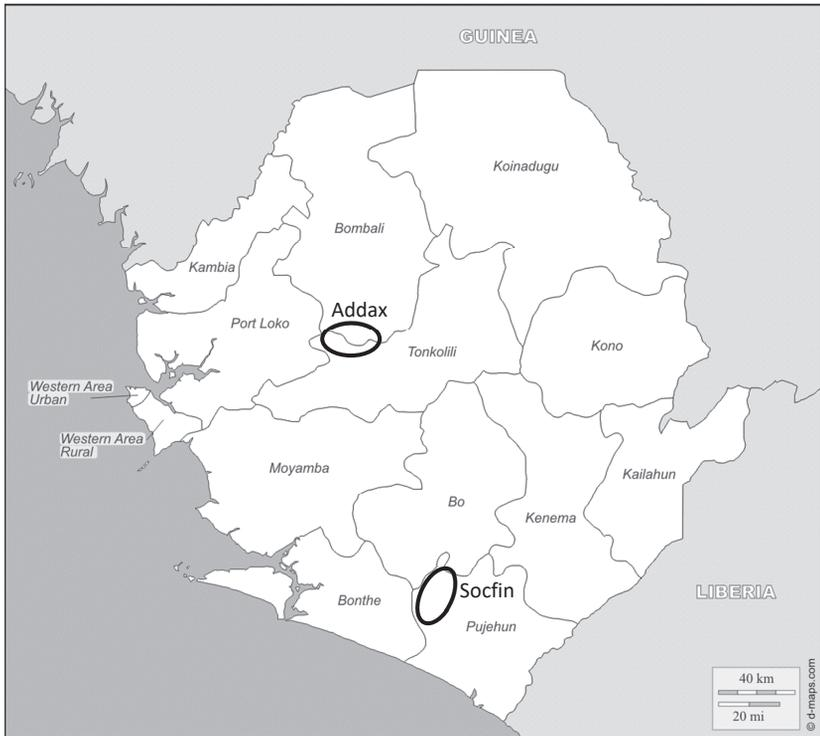 GUINEA
Koinadugu
Bombali
Kambia
Addax
Port Loko
Tonkolili
Kono
Western Area
Urban
Western Area
Rural
Moyamba
Kailahun
Bo
Kenema
Socfin
LIBERIA
Bonthe
Pujehun
40 km
20 mi
© d-maps.com